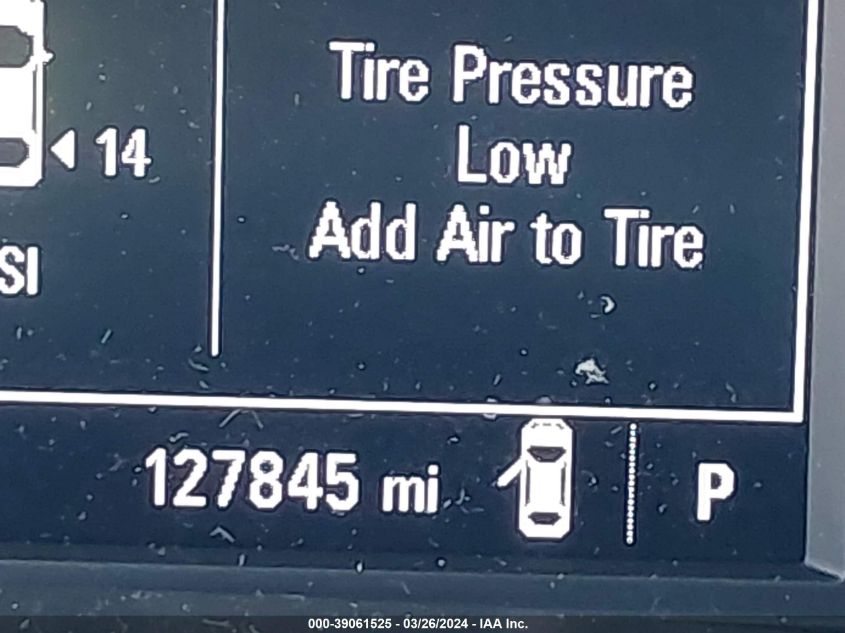 Tire Pressure
Low
Add Air to Tire
14
SI
127845 mi P
000-39061525 - 03/26/2024 - IAA Inc.